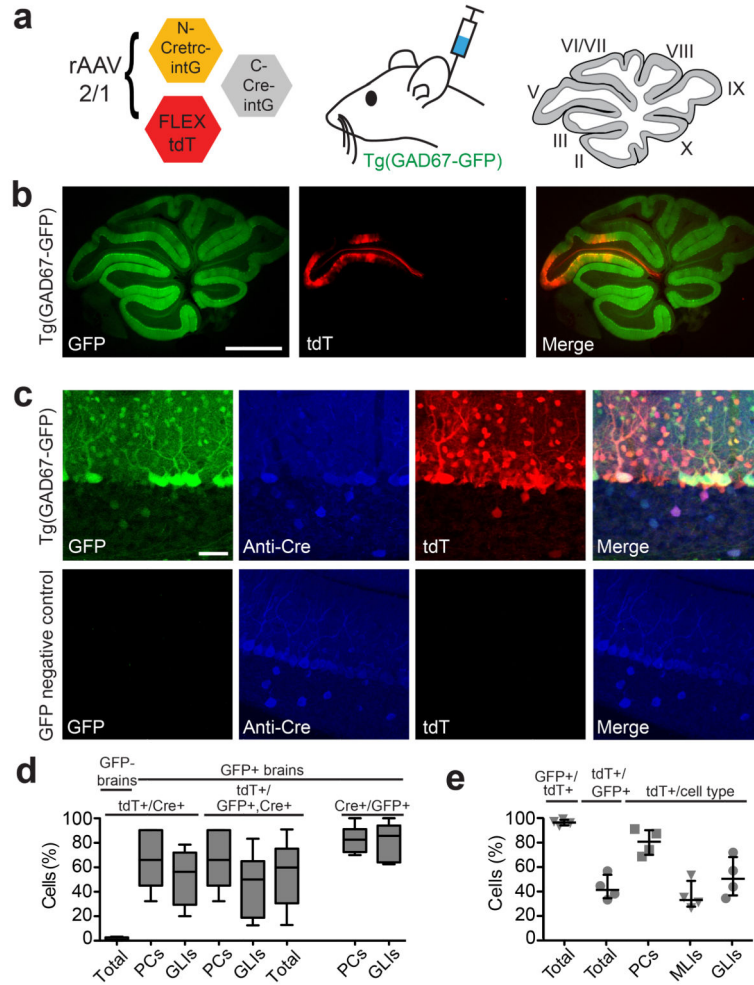 a
rAAV
2/1
N-
Cretrc-
intG
C-
Cre-
intG
FLEX
tdT
Tg(GAD67-GFP)
VI/VII
VIII
IX
V
III
II
X
b
Tg(GAD67-GFP)
GFP
tdT
Merge
c
Tg(GAD67-GFP)
GFP
Anti-Cre
tdT
Merge
GFP negative control
GFP
Anti-Cre
tdT
Merge
d
GFP-
brains
GFP+ brains
tdT+/Cre+
tdT+/
GFP+,Cre+
Cre+/GFP+
Cells (%)
100
80
60
40
20
0
Total
PCs
GLIs
PCs
GLIs
Total
PCs
GLIs
e
GFP+/
tdT+
tdT+/
GFP+
tdT+/cell type
Cells (%)
100
80
60
40
20
0
Total
Total
PCs
MLIs
GLIs